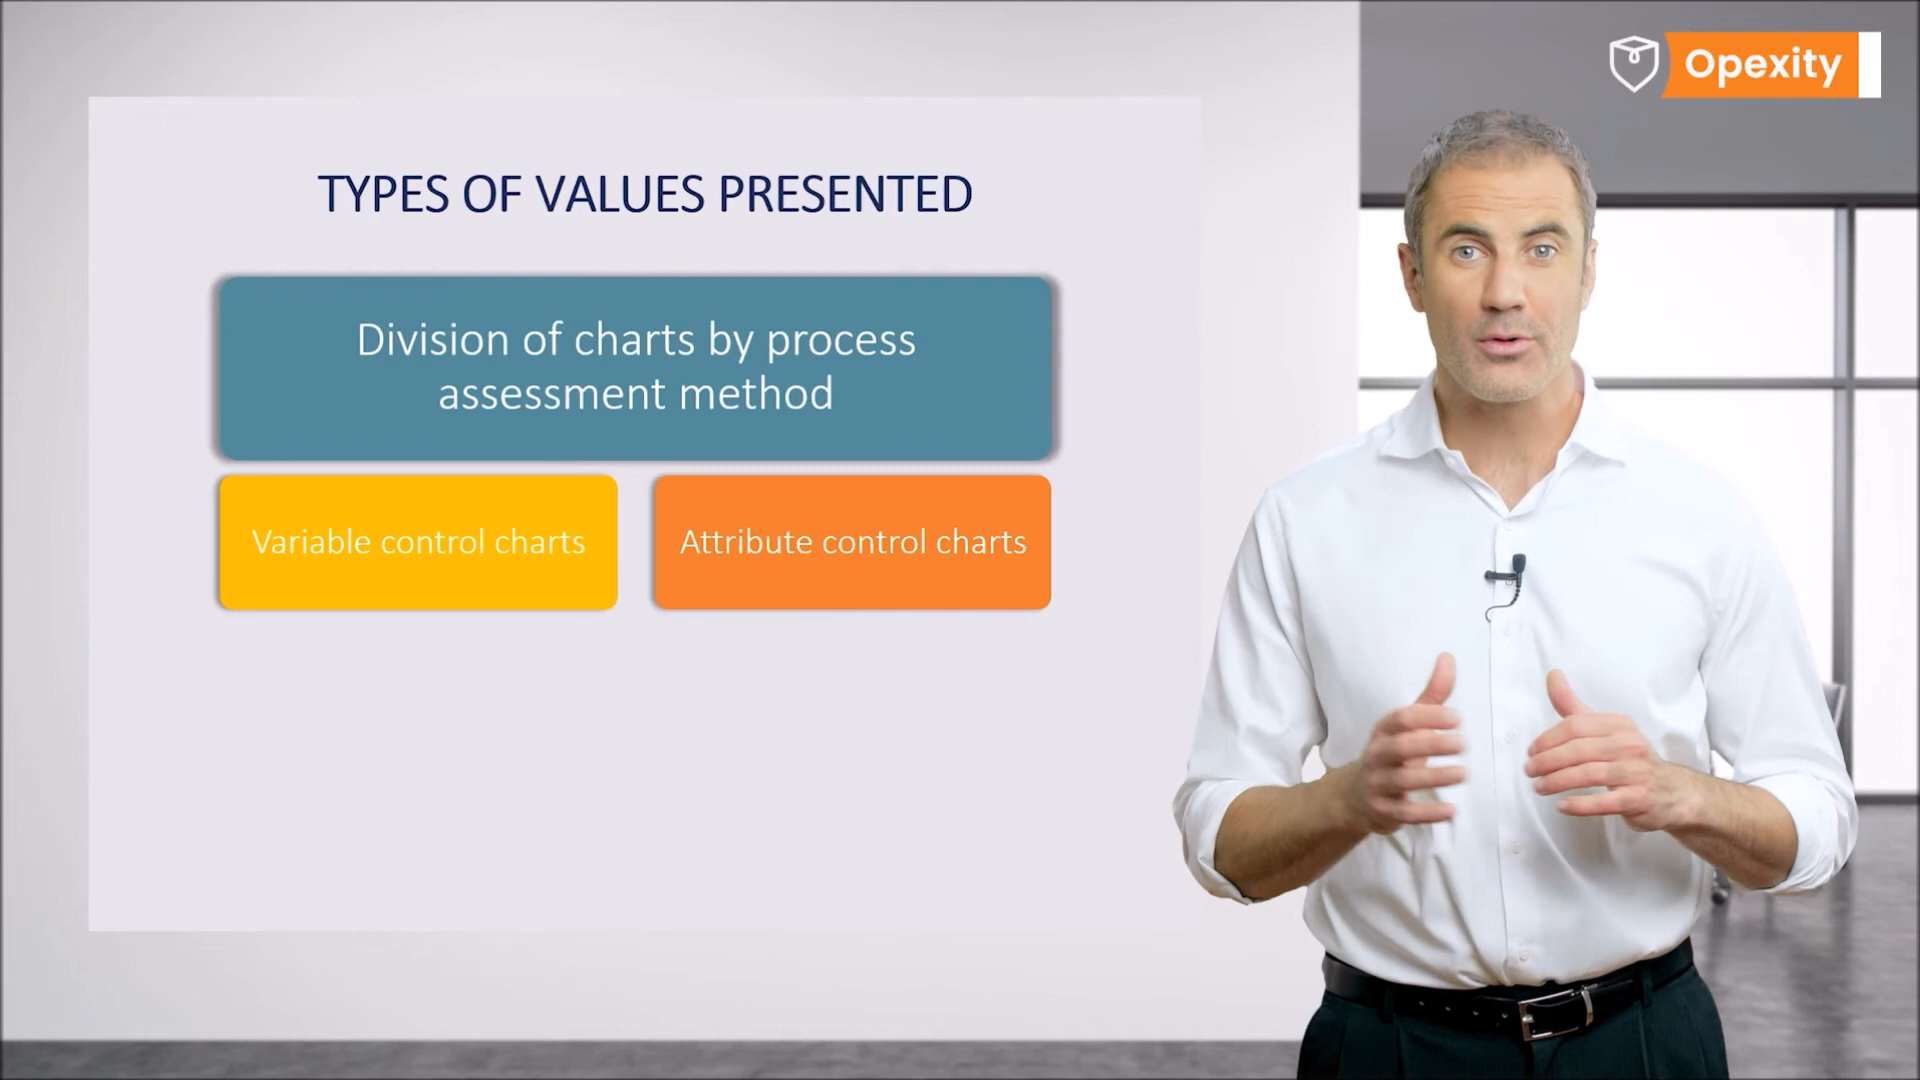 Opexity
TYPES OF VALUES PRESENTED
Division of charts by process
assessment method
Variable control charts
Attribute control charts